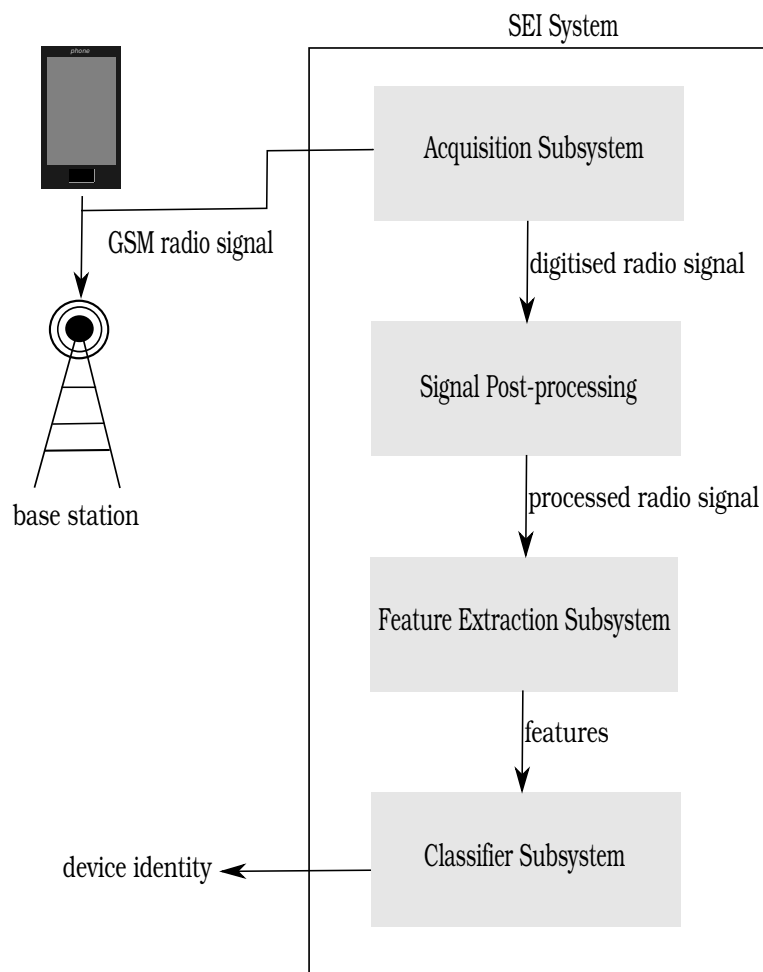 SEI System
phone
Acquisition Subsystem
GSM radio signal
digitised radio signal
Signal Post-processing
processed radio signal
base station
Feature Extraction Subsystem
features
Classifier Subsystem
device identity